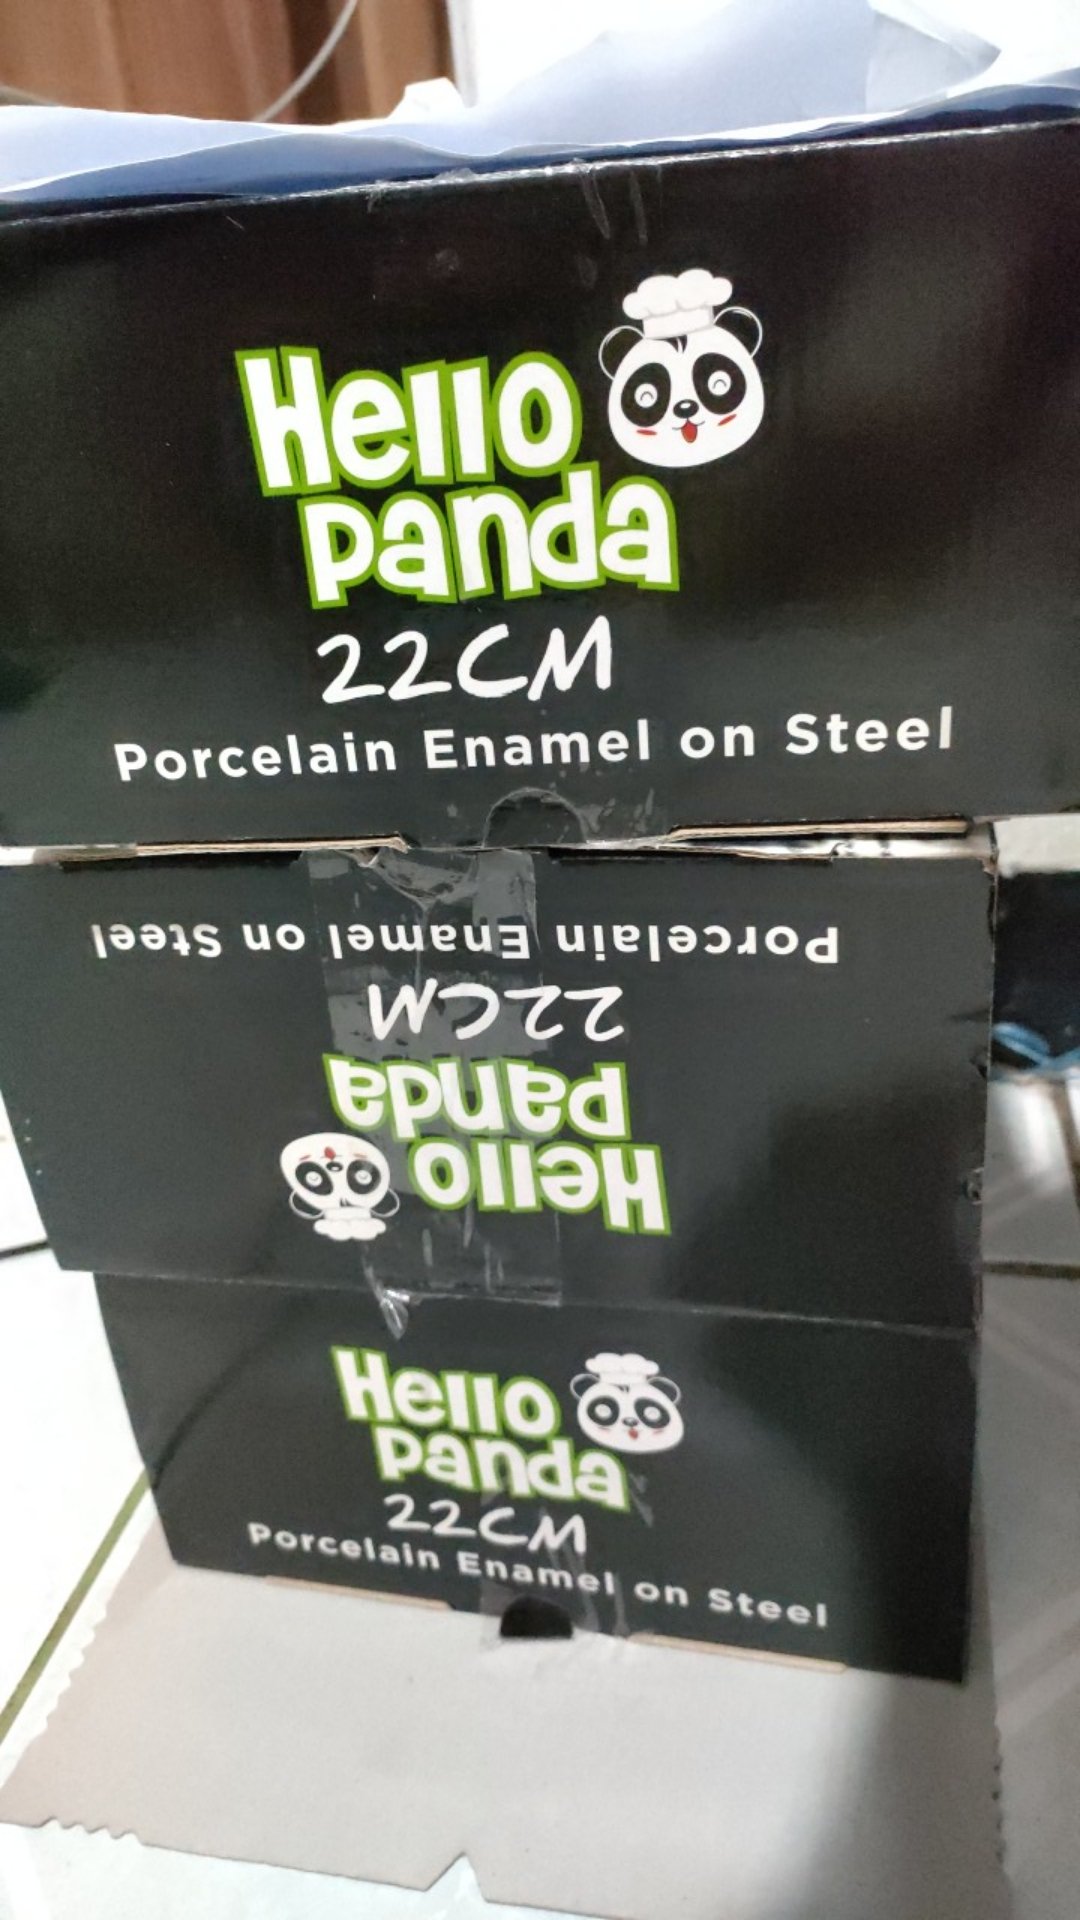 Hello
panda
22CM
Porcelain Enamel on Steel
Porcelain Enamel on Steel
22CM
panda
Hello
Hello
panda
22CM
Porcelain Enamel on Steel